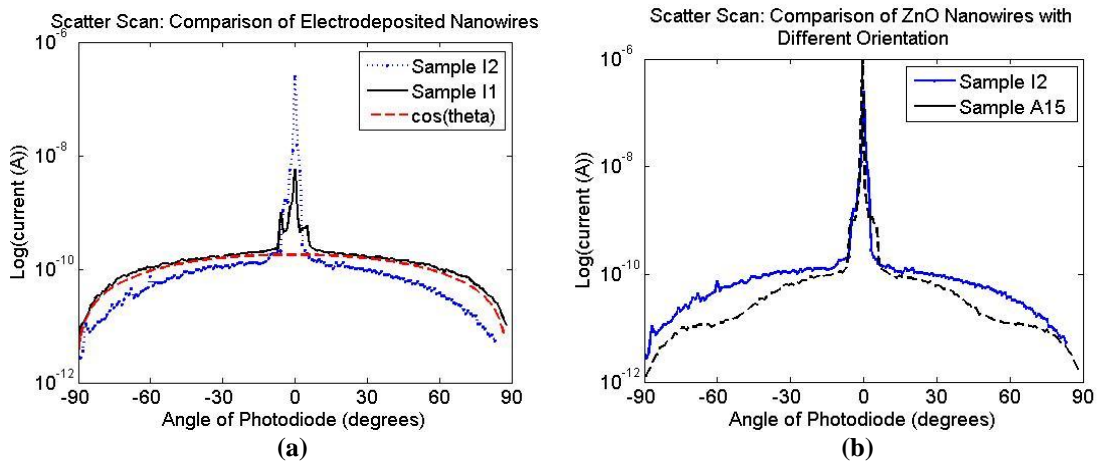 Scatter Scan: Comparison of Electrodeposited Nanowires
10^-6
10^-8
10^-10
10^-12
Log(current (A))
Sample I2
Sample I1
cos(theta)
-90 -60 -30 0 30 60 90
Angle of Photodiode (degrees)
(a)
Scatter Scan: Comparison of ZnO Nanowires with
Different Orientation
10^-6
10^-8
10^-10
10^-12
Log(current (A))
Sample I2
Sample A15
-90 -60 -30 0 30 60 90
Angle of Photodiode (degrees)
(b)